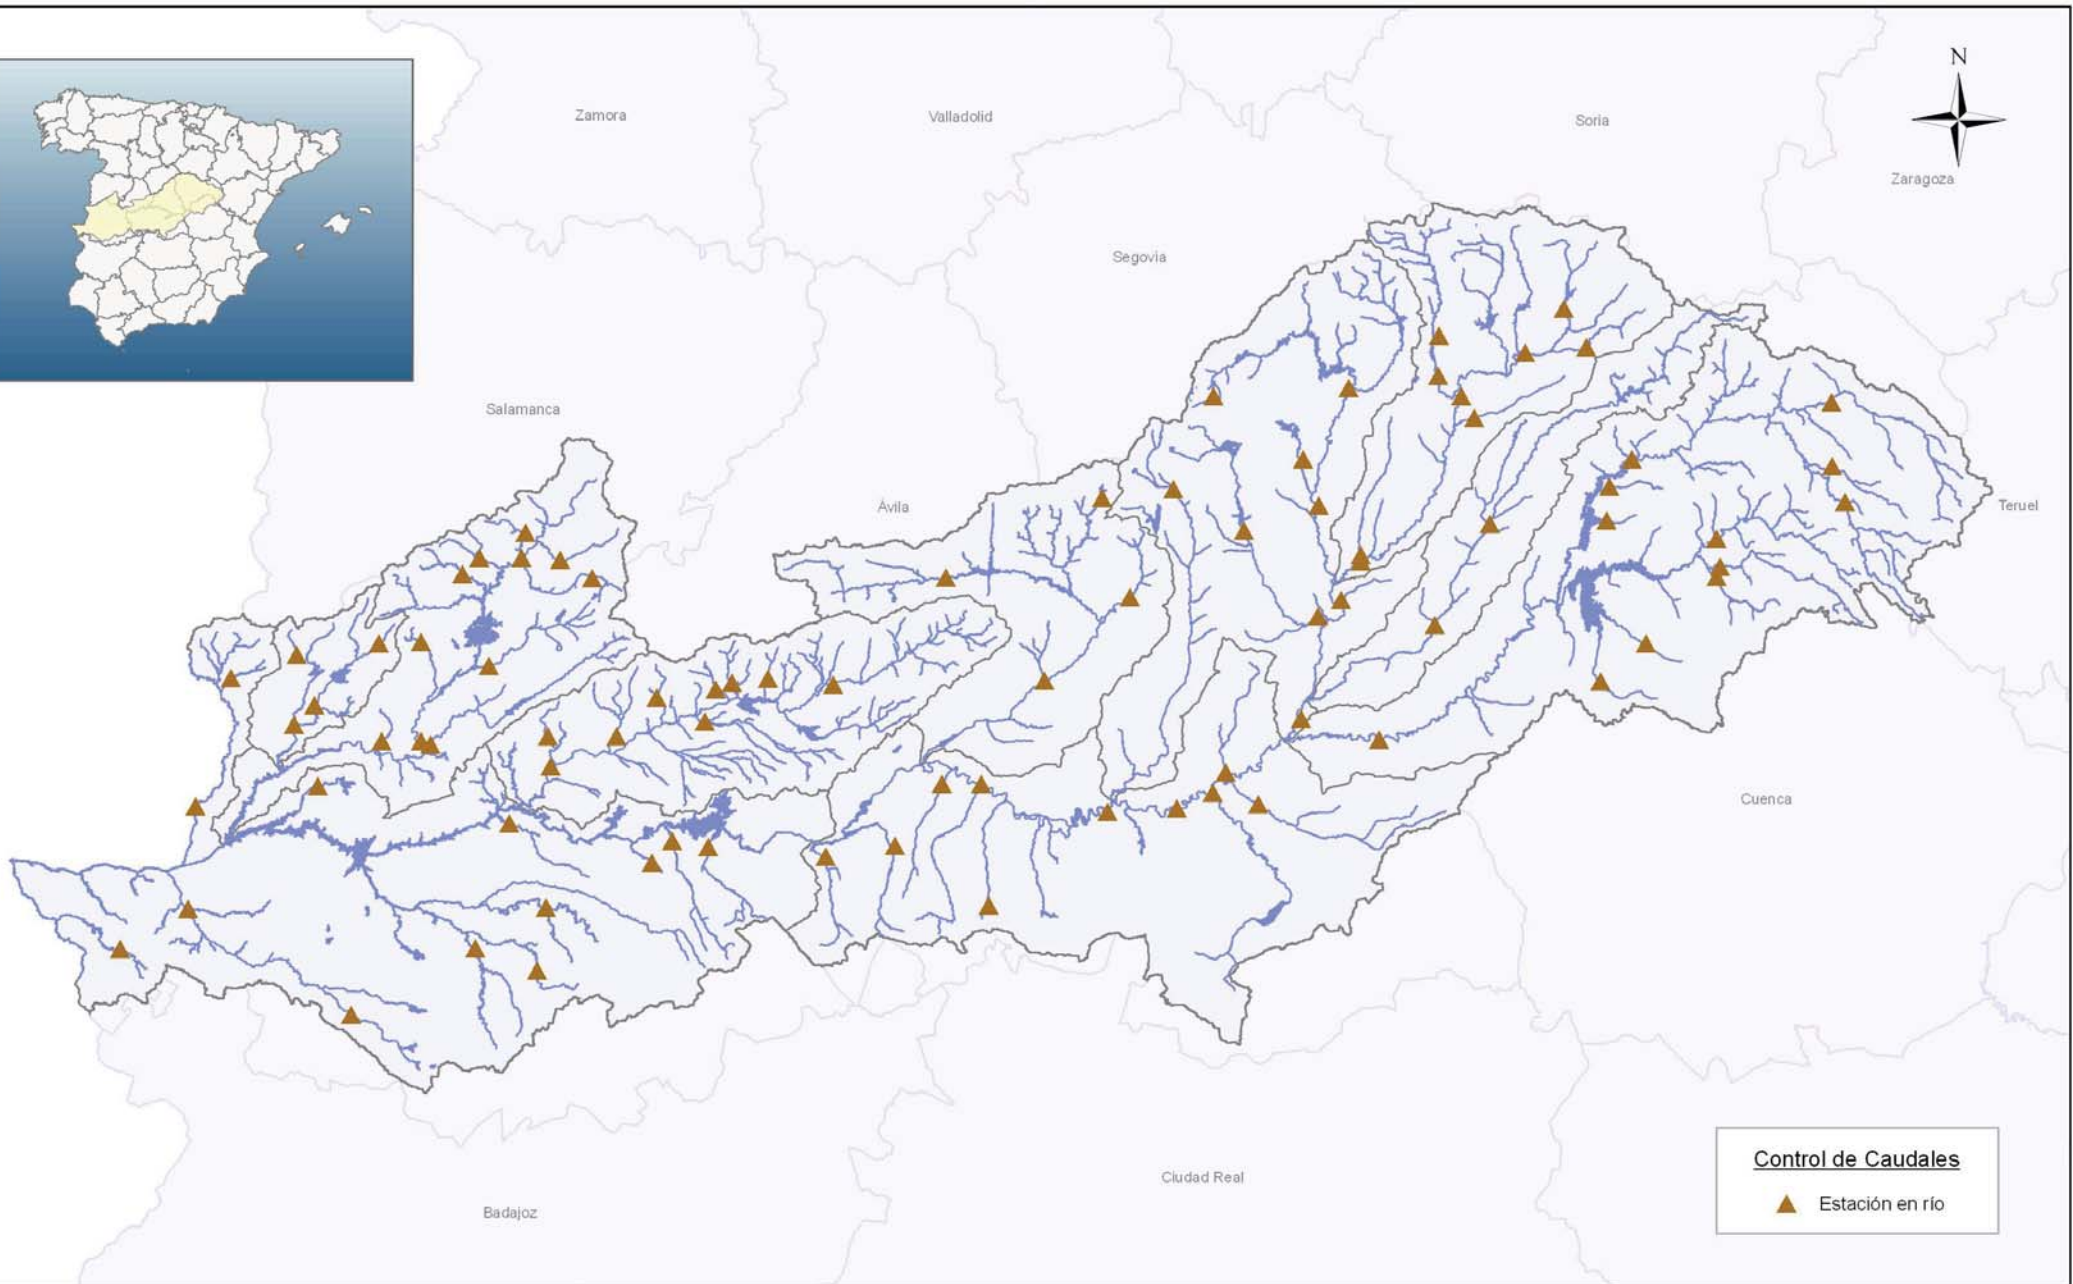 N
Zamora
Valladolid
Soria
Zaragoza
Segovia
Salamanca
Ávila
Teruel
Cuenca
Ciudad Real
Badajoz
Control de Caudales
Estación en río